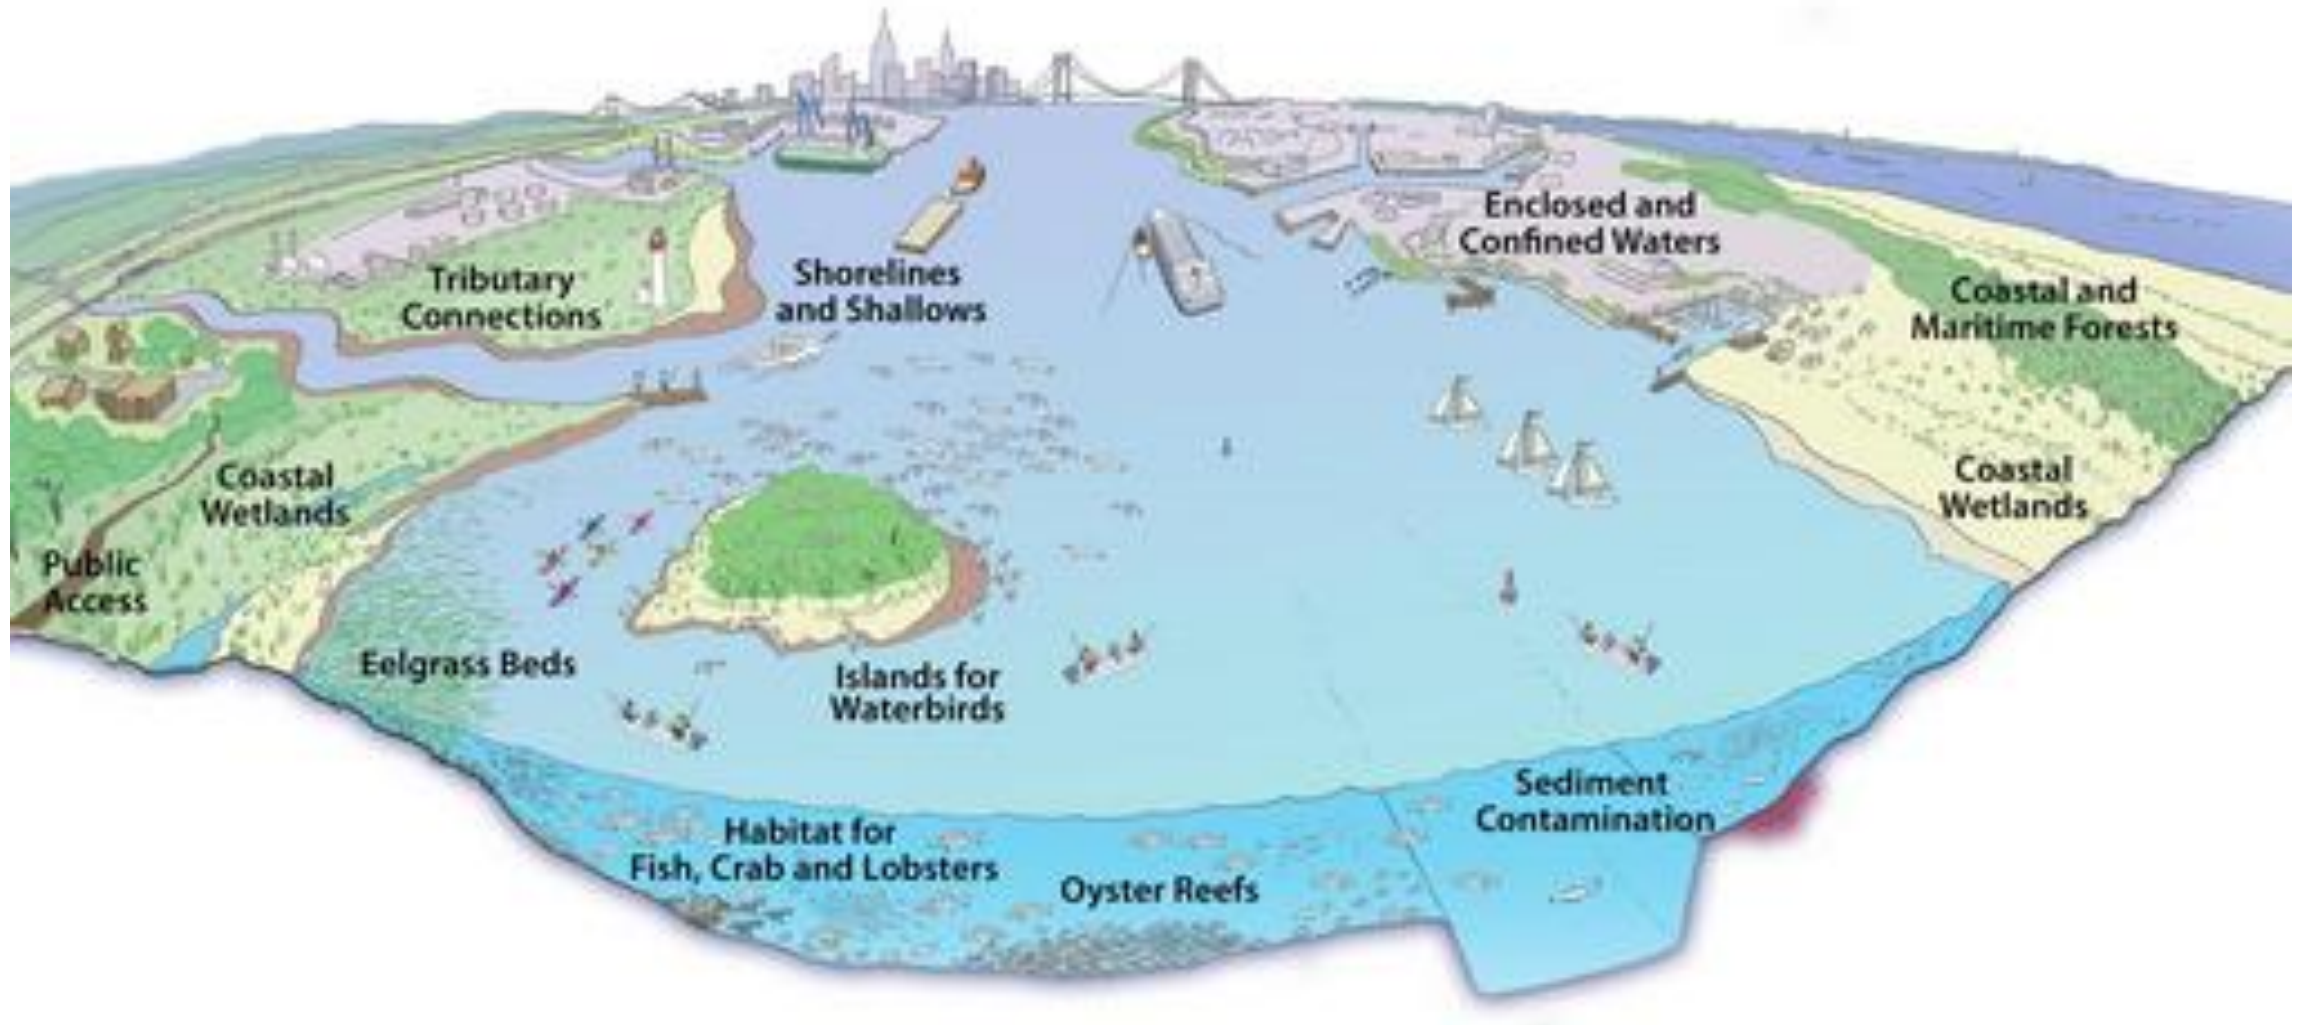 Enclosed and
Confined Waters
Tributary
Connections
Shorelines
and Shallows
Coastal and
Maritime Forests
Coastal
Wetlands
Coastal
Wetlands
Public
Access
Eelgrass Beds
Islands for
Waterbirds
Sediment
Contamination
Habitat for
Fish, Crab and Lobsters
Oyster Reefs